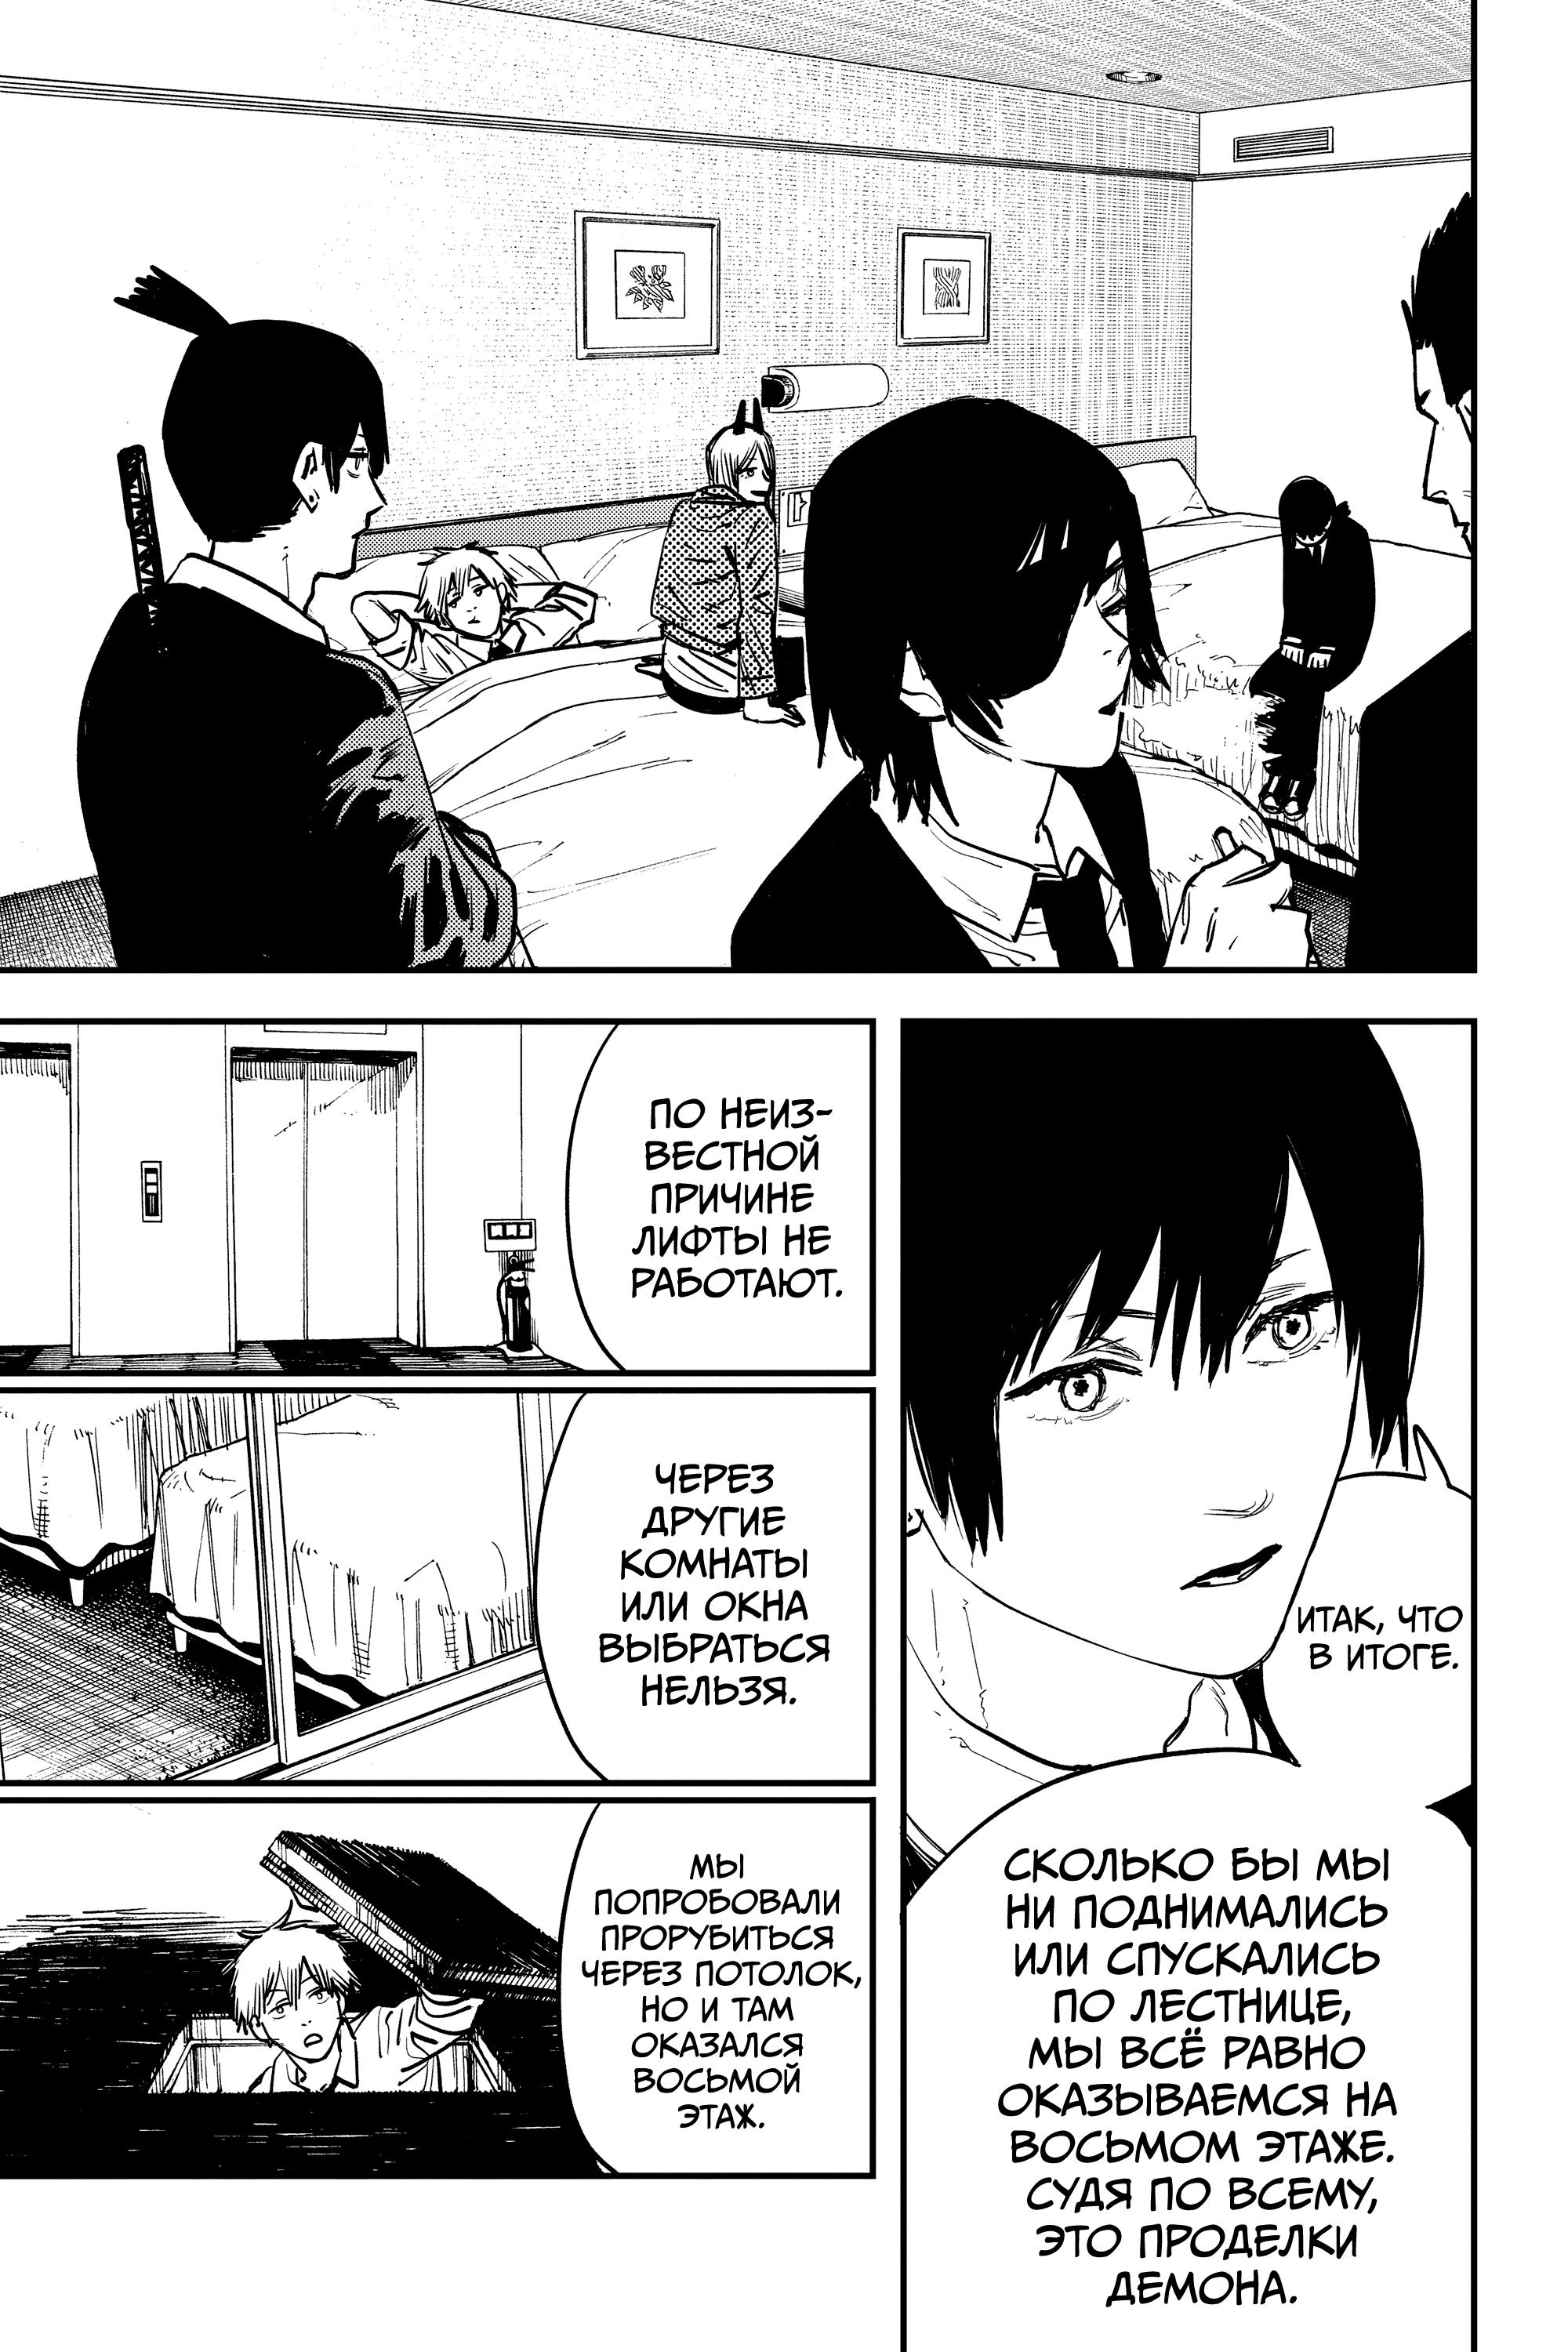 ИТАК, ЧТО
В ИТОГЕ.
СКОЛЬКО БЫ МЫ
НИ ПОДНИМАЛИСЬ
ИЛИ СПУСКАЛИСЬ
ПО ЛЕСТНИЦЕ,
МЫ ВСЁ РАВНО
ОКАЗЫВАЕМСЯ НА
ВОСЬМОМ ЭТАЖЕ.
СУДЯ ПО ВСЕМУ,
ЭТО ПРОДЕЛКИ
ДЕМОНА.
ПО НЕИЗ-
ВЕСТНОЙ
ПРИЧИНЕ
ЛИФТЫ НЕ
РАБОТАЮТ.
ЧЕРЕЗ
ДРУГИЕ
КОМНАТЫ
ИЛИ ОКНА
ВЫБРАТЬСЯ
НЕЛЬЗЯ.
МЫ
ПОПРОБОВАЛИ
ПРОРУБИТЬСЯ
ЧЕРЕЗ ПОТОЛОК,
НО И ТАМ
ОКАЗАЛСЯ
ВОСЬМОЙ
ЭТАЖ.